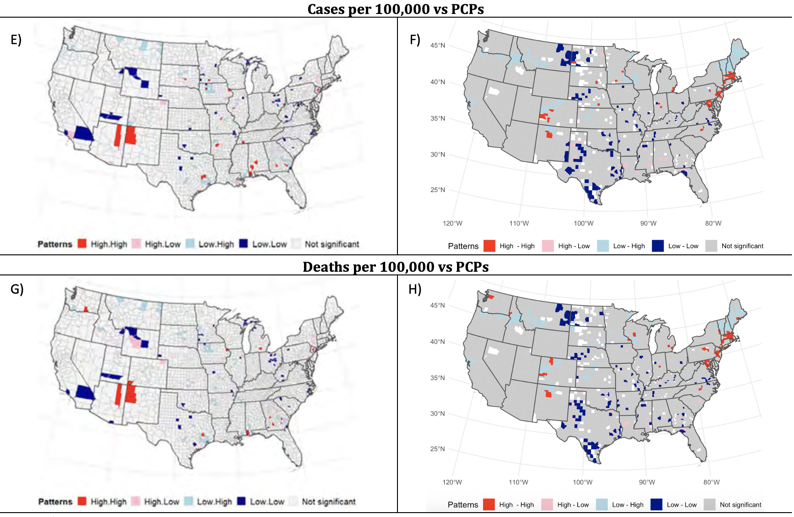 Cases per 100,000 vs PCPs
E)
F)
45°N
40°N
35°N
30°N
25°N
120°W 110°W 100°W 90°W 80°W
Patterns High.High High.Low Low.High Low.Low Not significant
Patterns High - High High - Low Low - High Low - Low Not significant
Deaths per 100,000 vs PCPs
G)
H)
45°N
40°N
35°N
30°N
25°N
120°W 110°W 100°W 90°W 80°W
Patterns High.High High.Low Low.High Low.Low Not significant
Patterns High - High High - Low Low - High Low - Low Not significant